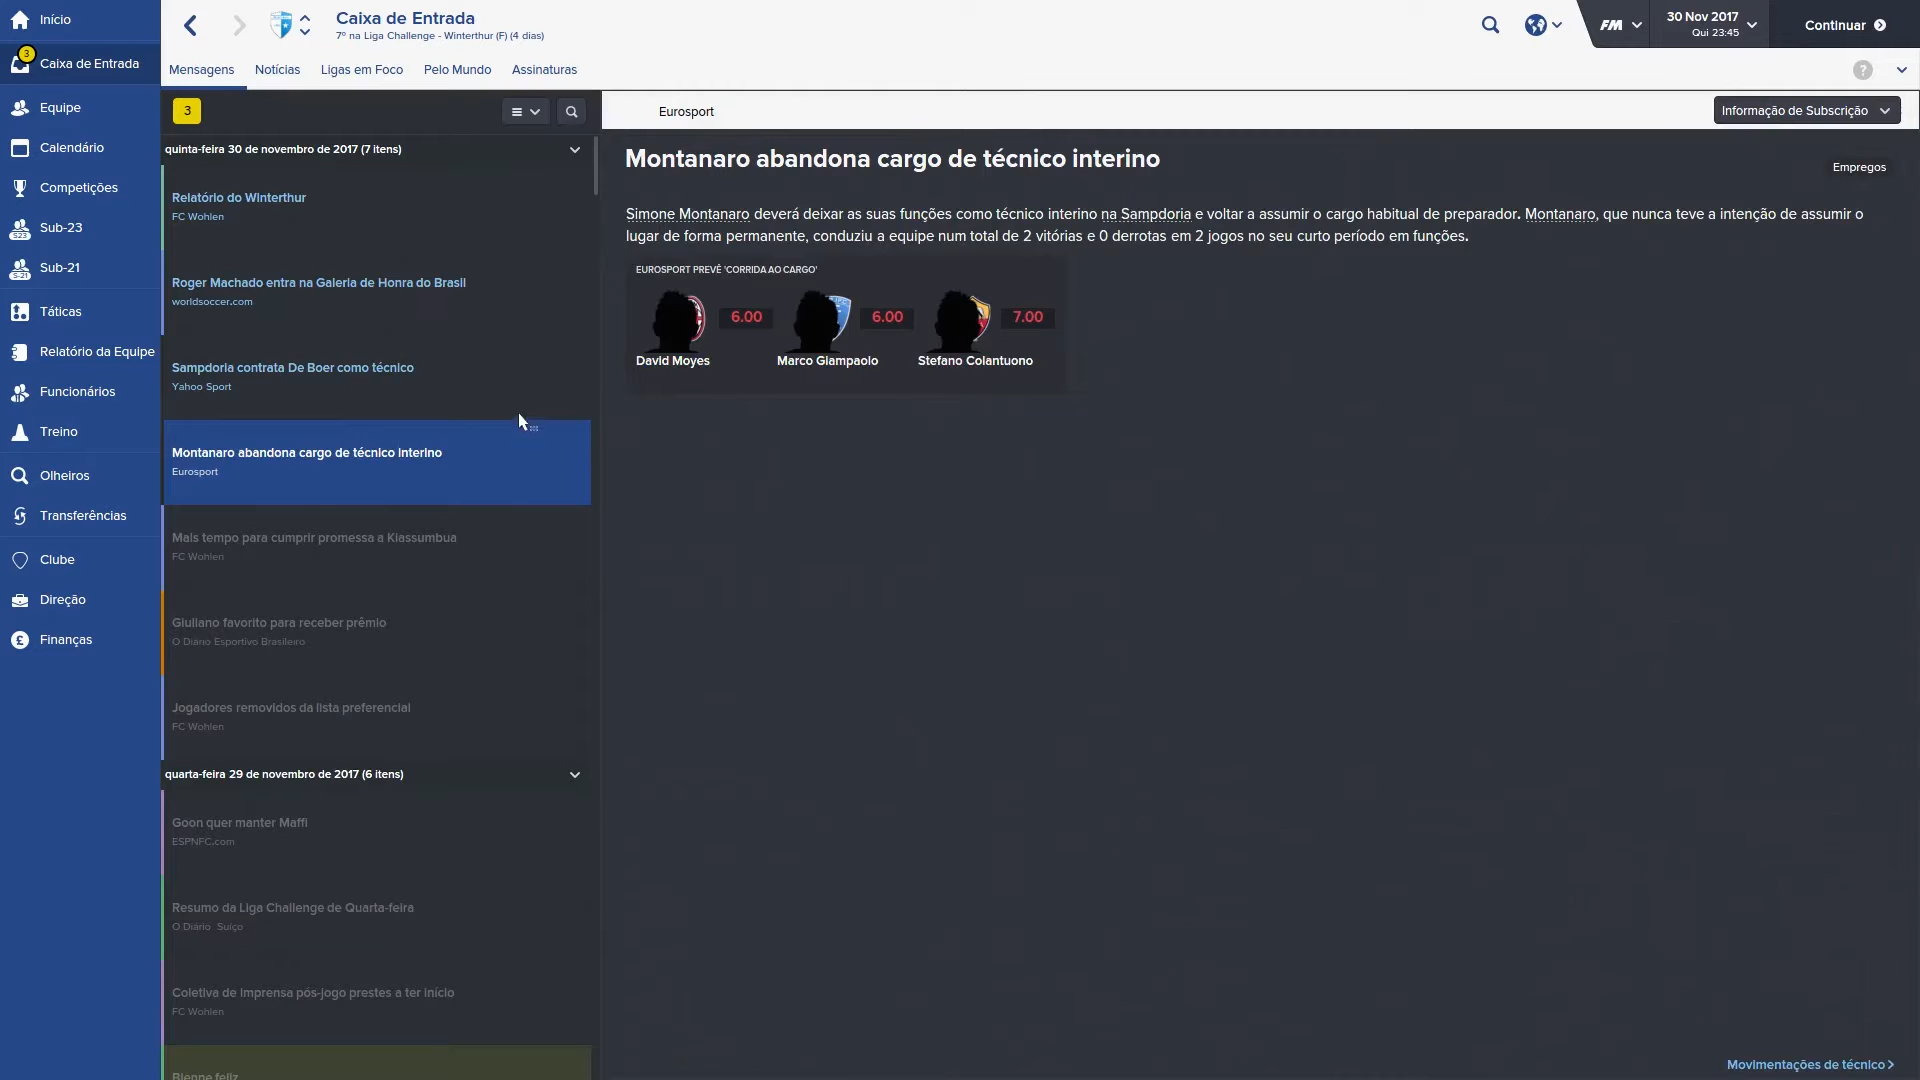 Início
3
Caixa de Entrada
Equipe
Calendário
Competições
Sub-23
Sub-21
Táticas
Relatório da Equipe
Funcionários
Treino
Olheiros
Transferências
Clube
Direção
Finanças
Caixa de Entrada
7º na Liga Challenge - Winterthur (F) (4 dias)
FM
30 Nov 2017
Qui 23:45
Continuar
Mensagens Notícias Ligas em Foco Pelo Mundo Assinaturas
?
3
quinta-feira 30 de novembro de 2017 (7 itens)
Relatório do Winterthur
FC Wohlen
Roger Machado entra na Galeria de Honra do Brasil
worldsoccer.com
Sampdoria contrata De Boer como técnico
Yahoo Sport
Montanaro abandona cargo de técnico interino
Eurosport
Mais tempo para cumprir promessa a Kiassumbua
FC Wohlen
Giuliano favorito para receber prêmio
O Diário Esportivo Brasileiro
Jogadores removidos da lista preferencial
FC Wohlen
quarta-feira 29 de novembro de 2017 (6 itens)
Goon quer manter Maffi
ESPNFC.com
Resumo da Liga Challenge de Quarta-feira
O Diário Suíço
Coletiva de imprensa pós-jogo prestes a ter início
FC Wohlen
Bienne feliz
Eurosport
Informação de Subscrição
Montanaro abandona cargo de técnico interino
Empregos
Simone Montanaro deverá deixar as suas funções como técnico interino na Sampdoria e voltar a assumir o cargo habitual de preparador. Montanaro, que nunca teve a intenção de assumir o
lugar de forma permanente, conduziu a equipe num total de 2 vitórias e 0 derrotas em 2 jogos no seu curto período em funções.
EUROSPORT PREVÊ 'CORRIDA AO CARGO'
6.00 6.00 7.00
David Moyes Marco Giampaolo Stefano Colantuono
Movimentações de técnico >